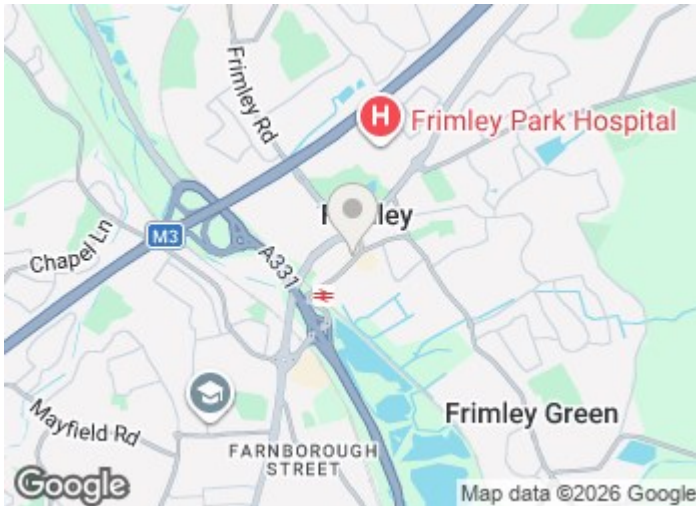 Frimley Rd
H
Frimley Park Hospital
M3
Chapel Ln
A331
Mayfield Rd
Frimley Green
FARNBOROUGH
STREET
Google
Map data ©2026 Google